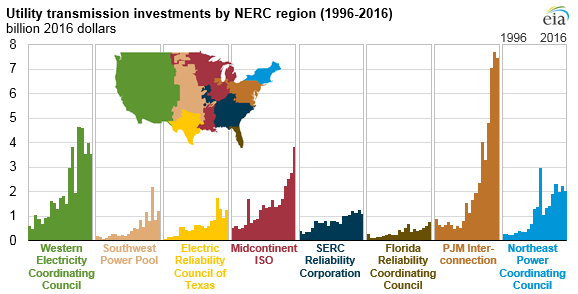 Utility transmission investments by NERC region (1996-2016)
billion 2016 dollars
eia
1996 2016
8
7
6
5
4
3
2
1
0
Western
Electricity
Coordinating
Council
Southwest
Power Pool
Electric
Reliability
Council of
Texas
Midcontinent
ISO
SERC
Reliability
Corporation
Florida
Reliability
Coordinating
Council
PJM Inter-
connection
Northeast
Power
Coordinating
Council